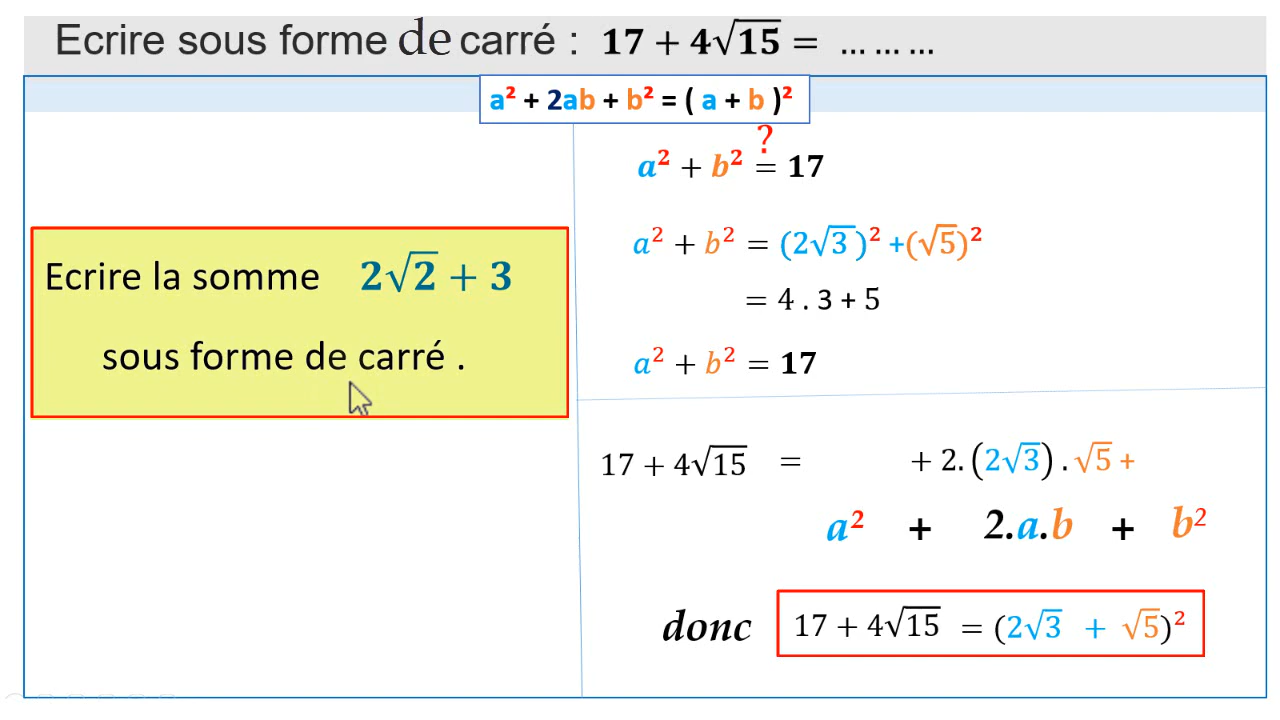 Ecrire sous forme de carré : 17 + 4√15 = ... ... ...
a² + 2ab + b² = ( a + b )²
Ecrire la somme 2√2 + 3
sous forme de carré .
?
a² + b² = 17
a² + b² = (2√3 )² +(√5)²
= 4 . 3 + 5
a² + b² = 17
17 + 4√15 = + 2.(2√3) . √5 +
a² + 2.a.b + b²
donc 17 + 4√15 = (2√3 + √5)²